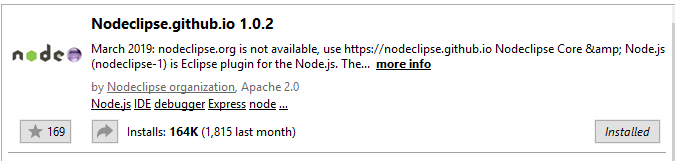 Nodeclipse.github.io 1.0.2
March 2019: nodeclipse.org is not available, use https://nodeclipse.github.io Nodeclipse Core &amp; Node.js
node
(nodeclipse-1) is Eclipse plugin for the Node.js. The... more info
by Nodeclipse organization, Apache 2.0
Node.js IDE debugger Express node ...
169 Installs: 164K (1,815 last month) Installed